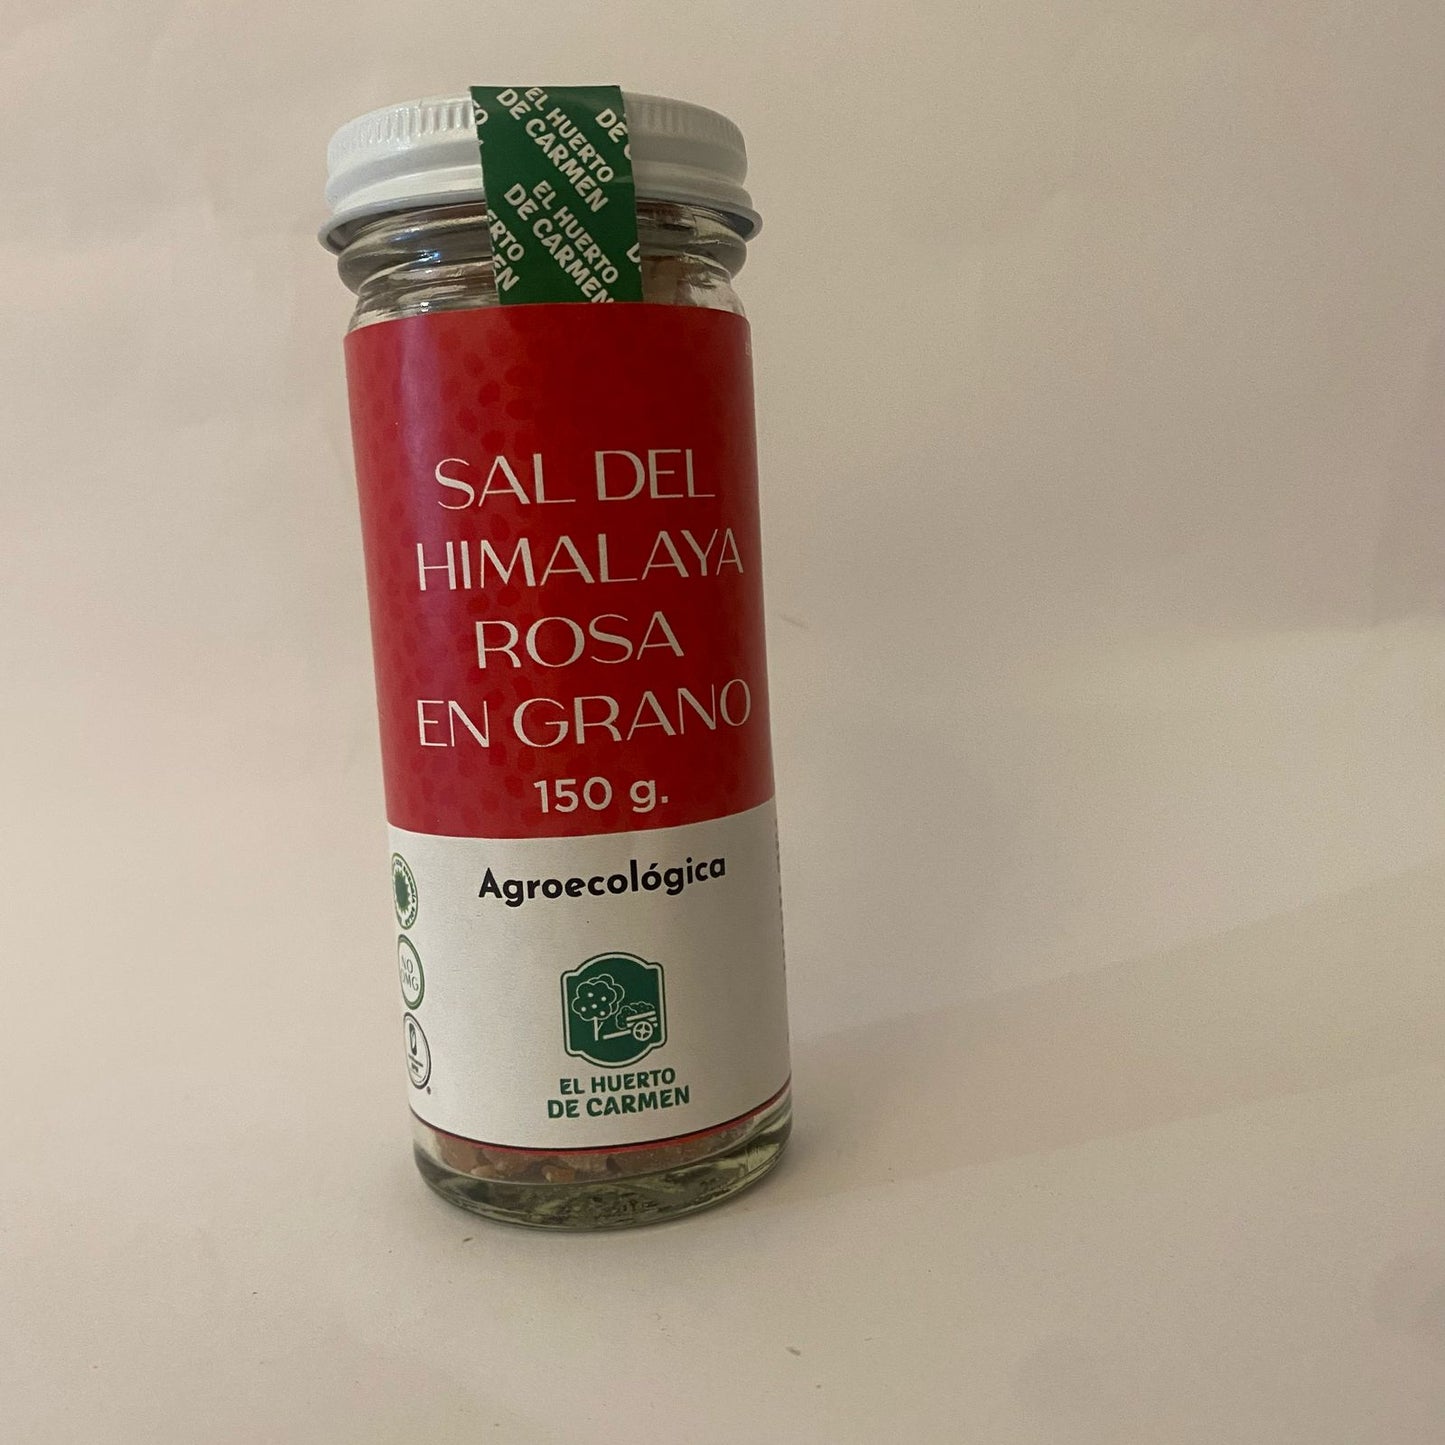 EL HUERTO
DE CARMEN
EL HUERTO
DE CARMEN
SAL DEL
HIMALAYA
ROSA
EN GRANO
150 g.
Agroecológica
NO
OMG
EL HUERTO
DE CARMEN